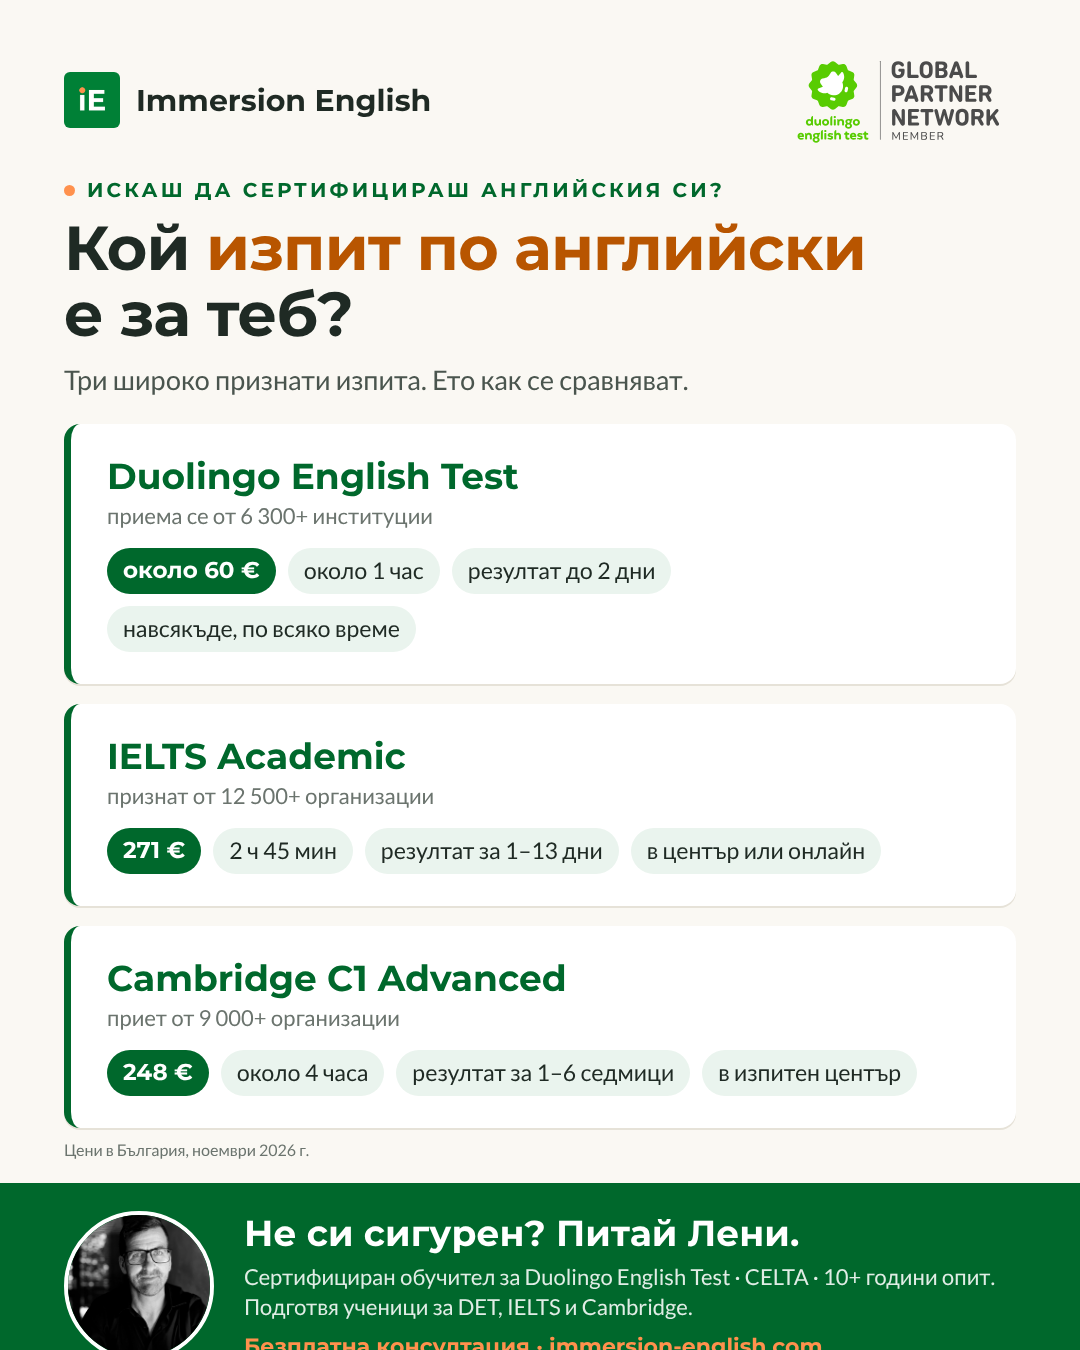 iE Immersion English
duolingo
english test
GLOBAL
PARTNER
NETWORK
MEMBER
ИСКАШ ДА СЕРТИФИЦИРАШ АНГЛИЙСКИЯ СИ?
Кой изпит по английски
е за теб?
Три широко признати изпита. Ето как се сравняват.
Duolingo English Test
приема се от 6 300+ институции
около 60 € около 1 час резултат до 2 дни
навсякъде, по всяко време
IELTS Academic
признат от 12 500+ организации
271 € 2 ч 45 мин резултат за 1–13 дни в център или онлайн
Cambridge C1 Advanced
приет от 9 000+ организации
248 € около 4 часа резултат за 1–6 седмици в изпитен център
Цени в България, ноември 2026 г.
Не си сигурен? Питай Лени.
Сертифициран обучител за Duolingo English Test · CELTA · 10+ години опит.
Подготвя ученици за DET, IELTS и Cambridge.
Безплатна консултация · immersion-english.com